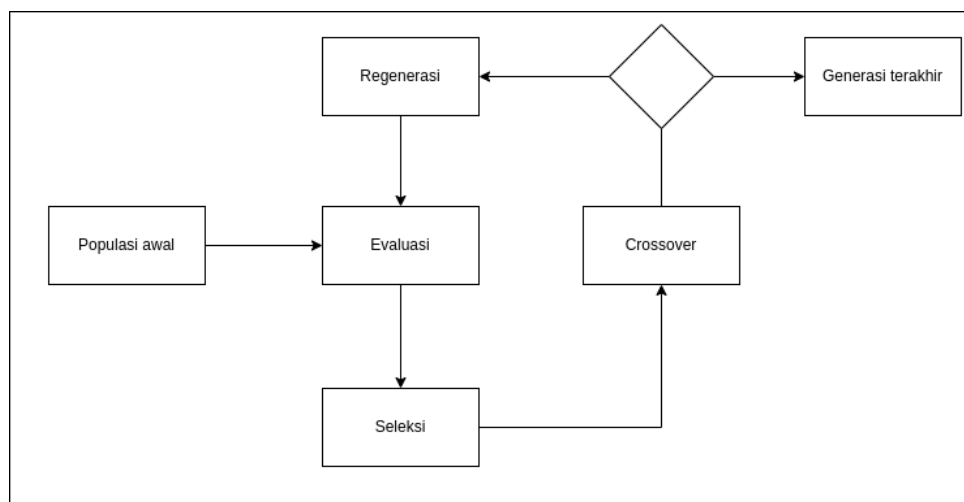 Regenerasi
Generasi terakhir
Populasi awal
Evaluasi
Crossover
Seleksi